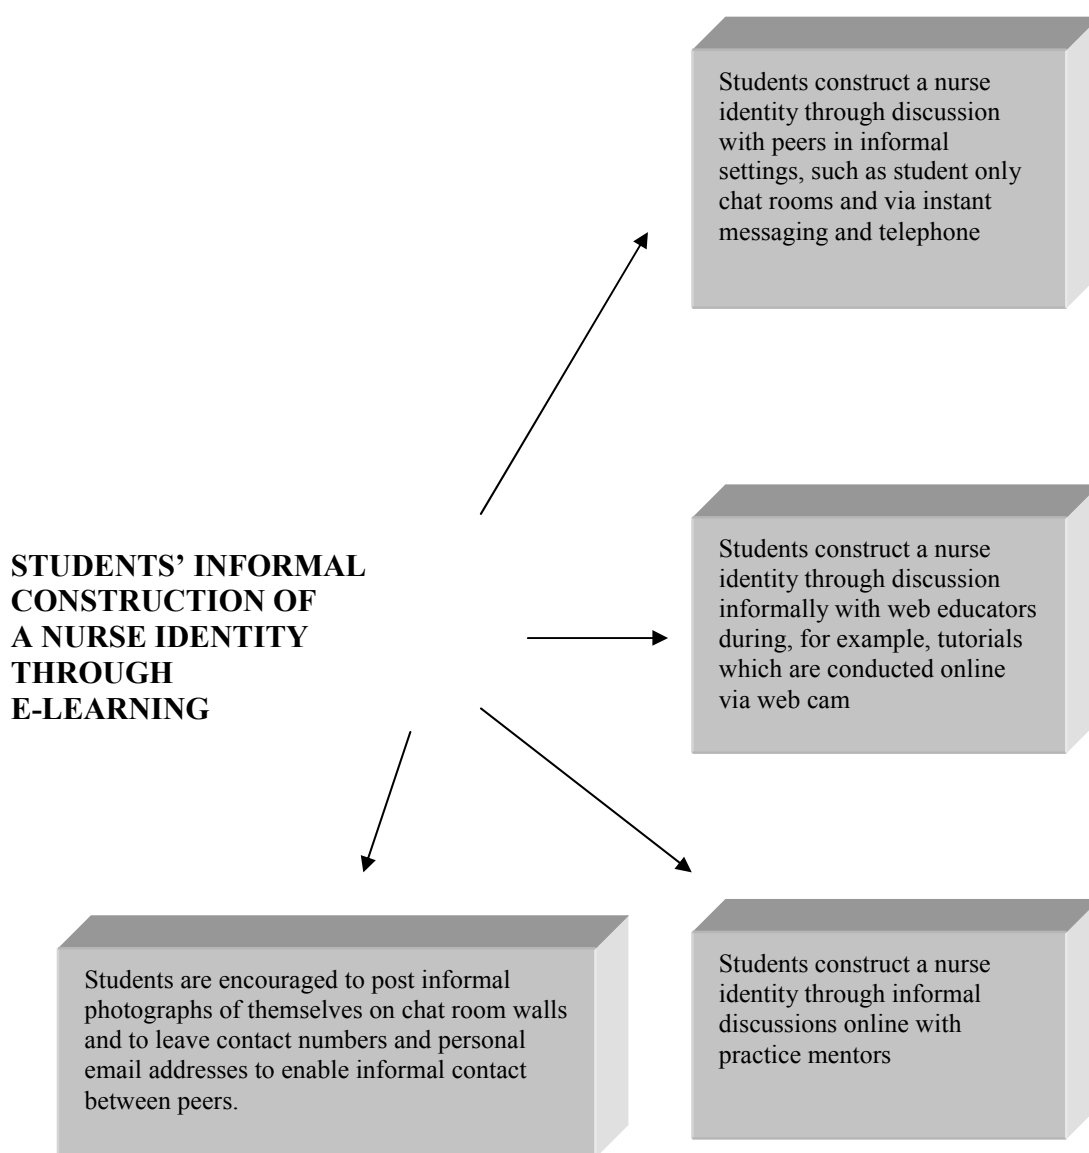 Students construct a nurse
identity through discussion
with peers in informal
settings, such as student only
chat rooms and via instant
messaging and telephone
STUDENTS’ INFORMAL
CONSTRUCTION OF
A NURSE IDENTITY
THROUGH
E-LEARNING
Students construct a nurse
identity through discussion
informally with web educators
during, for example, tutorials
which are conducted online
via web cam
Students are encouraged to post informal
photographs of themselves on chat room walls
and to leave contact numbers and personal
email addresses to enable informal contact
between peers.
Students construct a nurse
identity through informal
discussions online with
practice mentors